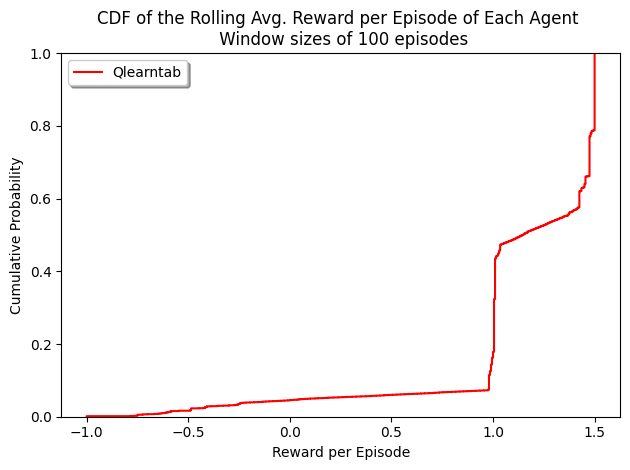 CDF of the Rolling Avg. Reward per Episode of Each Agent
Window sizes of 100 episodes
Qlearntab
Cumulative Probability
1.0
0.8
0.6
0.4
0.2
0.0
−1.0 −0.5 0.0 0.5 1.0 1.5
Reward per Episode